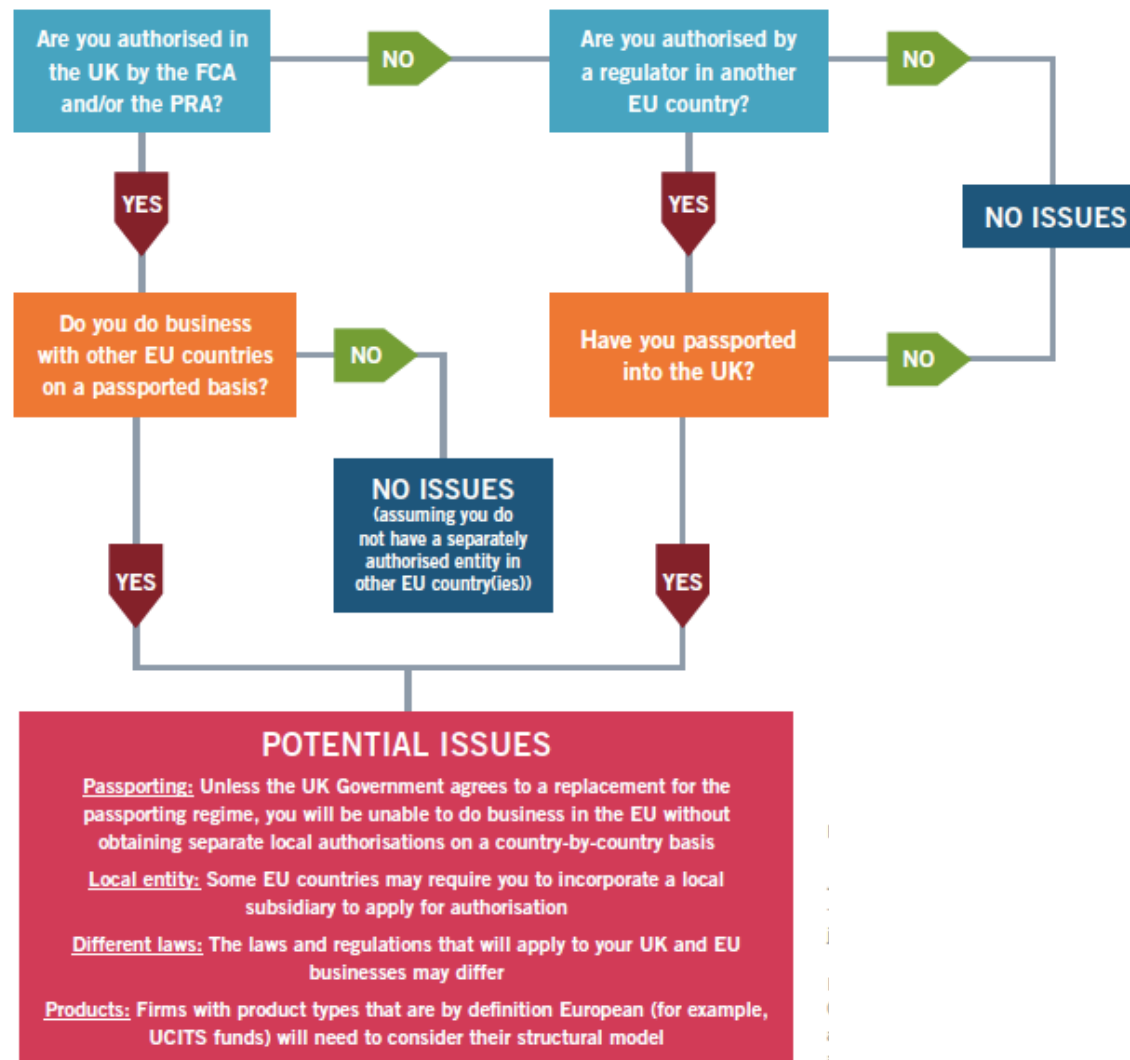 Are you authorised in
the UK by the FCA
and/or the PRA?
NO
Are you authorised by
a regulator in another
EU country?
NO
YES
YES
NO ISSUES
Do you do business
with other EU countries
on a passported basis?
NO
Have you passported
into the UK?
NO
NO ISSUES
(assuming you do
not have a separately
authorised entity in
other EU country(ies))
YES
YES
POTENTIAL ISSUES
Passporting: Unless the UK Government agrees to a replacement for the
passporting regime, you will be unable to do business in the EU without
obtaining separate local authorisations on a country-by-country basis
Local entity: Some EU countries may require you to incorporate a local
subsidiary to apply for authorisation
Different laws: The laws and regulations that will apply to your UK and EU
businesses may differ
Products: Firms with product types that are by definition European (for example,
UCITS funds) will need to consider their structural model